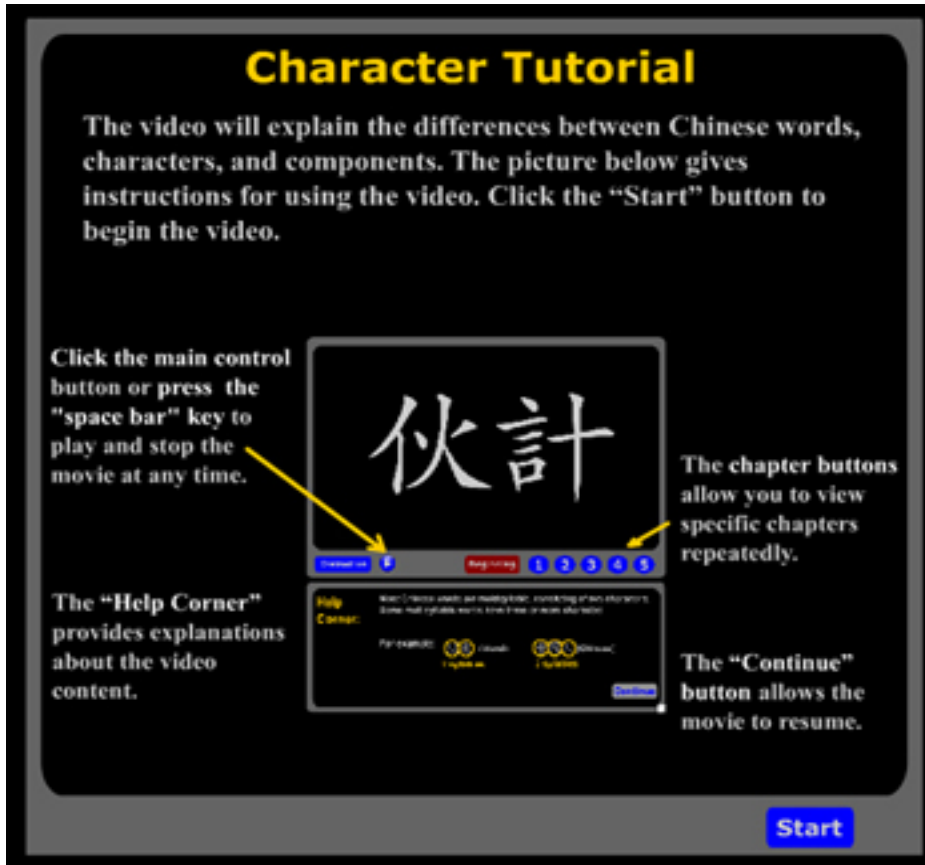 Character Tutorial
The video will explain the differences between Chinese words,
characters, and components. The picture below gives
instructions for using the video. Click the “Start” button to
begin the video.
Click the main control
button or press the
"space bar" key to
play and stop the
movie at any time.
伙計
The chapter buttons
allow you to view
specific chapters
repeatedly.
Beginning 1 2 3 4 5
The “Help Corner”
provides explanations
about the video
content.
Help
Corner:
For example:
Continue
The “Continue”
button allows the
movie to resume.
Start